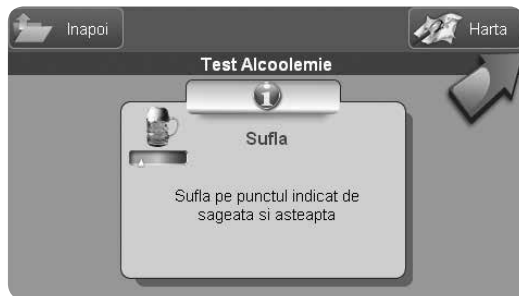 Inapoi
Harta
Test Alcoolemie
Sufla
Sufla pe punctul indicat de
sageata si asteapta